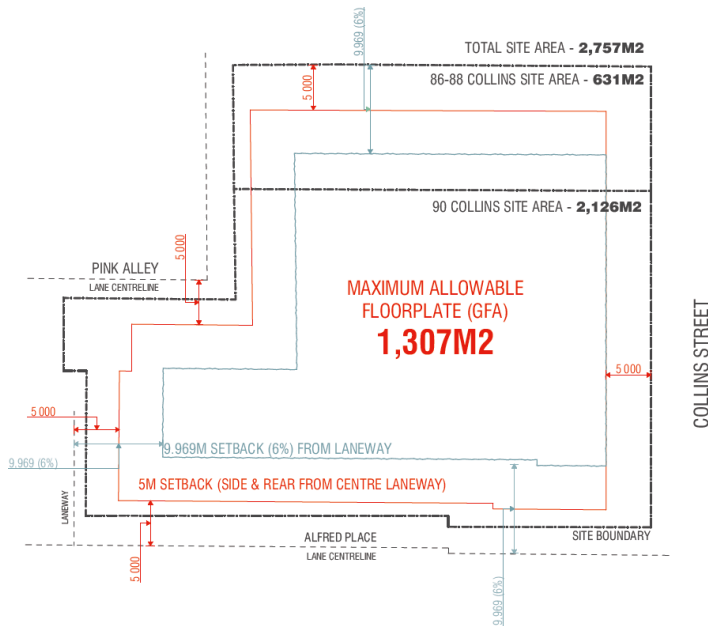 9.969 (6%)
TOTAL SITE AREA - 2,757M2
86-88 COLLINS SITE AREA - 631M2
5 000
90 COLLINS SITE AREA - 2,126M2
5 000
PINK ALLEY
LANE CENTRELINE
MAXIMUM ALLOWABLE
FLOORPLATE (GFA)
1,307M2
COLLINS STREET
5 000
5 000
9.969M SETBACK (6%) FROM LANEWAY
9.969 (6%)
5M SETBACK (SIDE & REAR FROM CENTRE LANEWAY)
LANEWAY
ALFRED PLACE
SITE BOUNDARY
LANE CENTRELINE
5 000
9.969 (6%)